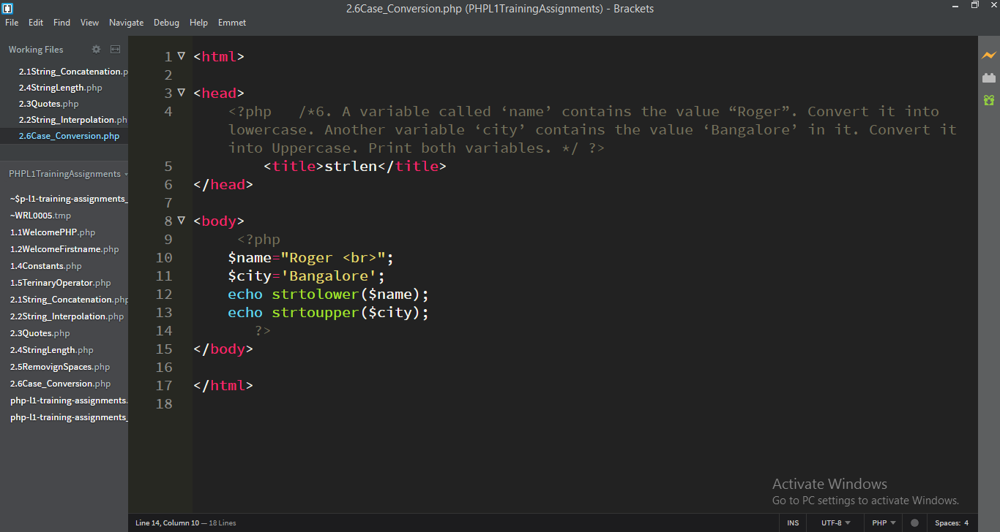 2.6Case_Conversion.php (PHPL1TrainingAssignments) - Brackets
File Edit Find View Navigate Debug Help Emmet
Working Files
2.1String_Concatenation.p
2.4StringLength.php
2.3Quotes.php
2.2String_Interpolation.ph
2.6Case_Conversion.php
PHPL1TrainingAssignments
~$p-l1-training-assignments_
~WRL0005.tmp
1.1WelcomePHP.php
1.2WelcomeFirstname.php
1.4Constants.php
1.5TerinaryOperator.php
2.1String_Concatenation.php
2.2String_Interpolation.php
2.3Quotes.php
2.4StringLength.php
2.5RemovignSpaces.php
2.6Case_Conversion.php
php-l1-training-assignments.
php-l1-training-assignments_
1 <html>
2
3 <head>
4 <?php /*6. A variable called ‘name’ contains the value “Roger”. Convert it into
lowercase. Another variable ‘city’ contains the value ‘Bangalore’ in it. Convert it
into Uppercase. Print both variables. */ ?>
5 <title>strlen</title>
6 </head>
7
8 <body>
9 <?php
10 $name="Roger <br>";
11 $city='Bangalore';
12 echo strtolower($name);
13 echo strtoupper($city);
14 ?>
15 </body>
16
17 </html>
18
Activate Windows
Go to PC settings to activate Windows.
Line 14, Column 10 — 18 Lines
INS UTF-8 PHP Spaces: 4